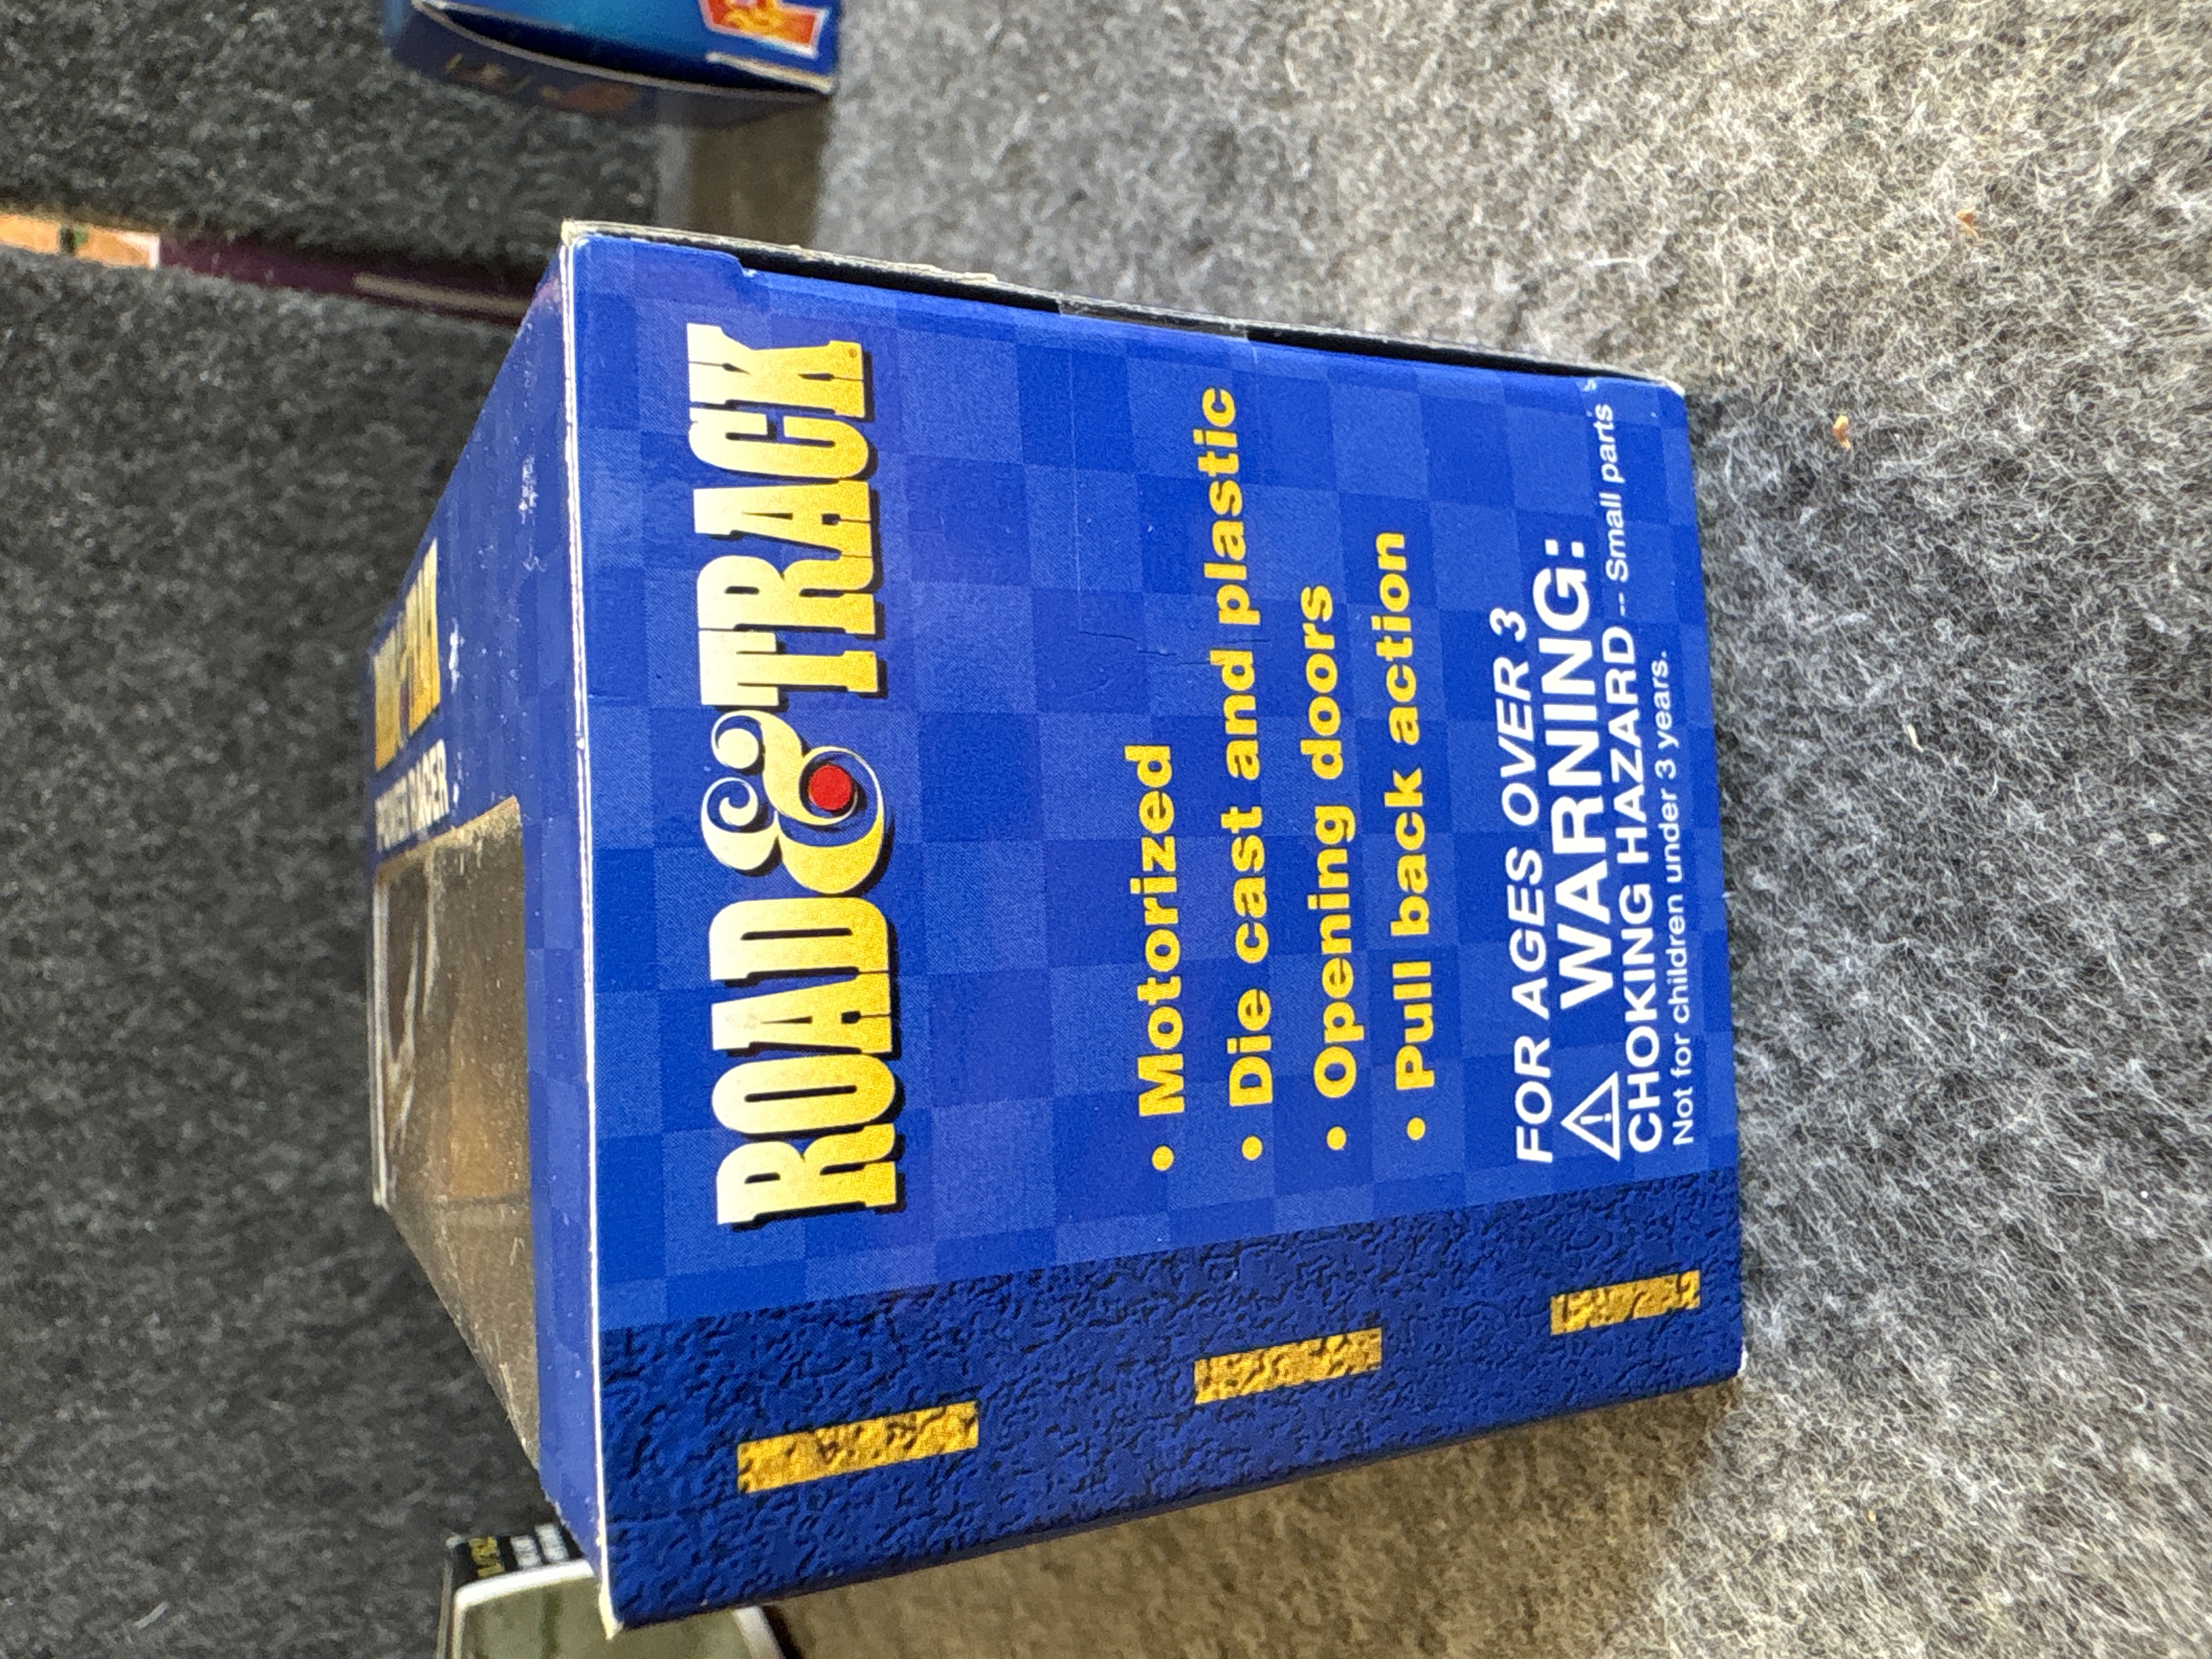 ROAD & TRACK
• Motorized
• Die cast and plastic
• Opening doors
• Pull back action
FOR AGES OVER 3
WARNING:
CHOKING HAZARD -- Small parts
Not for children under 3 years.